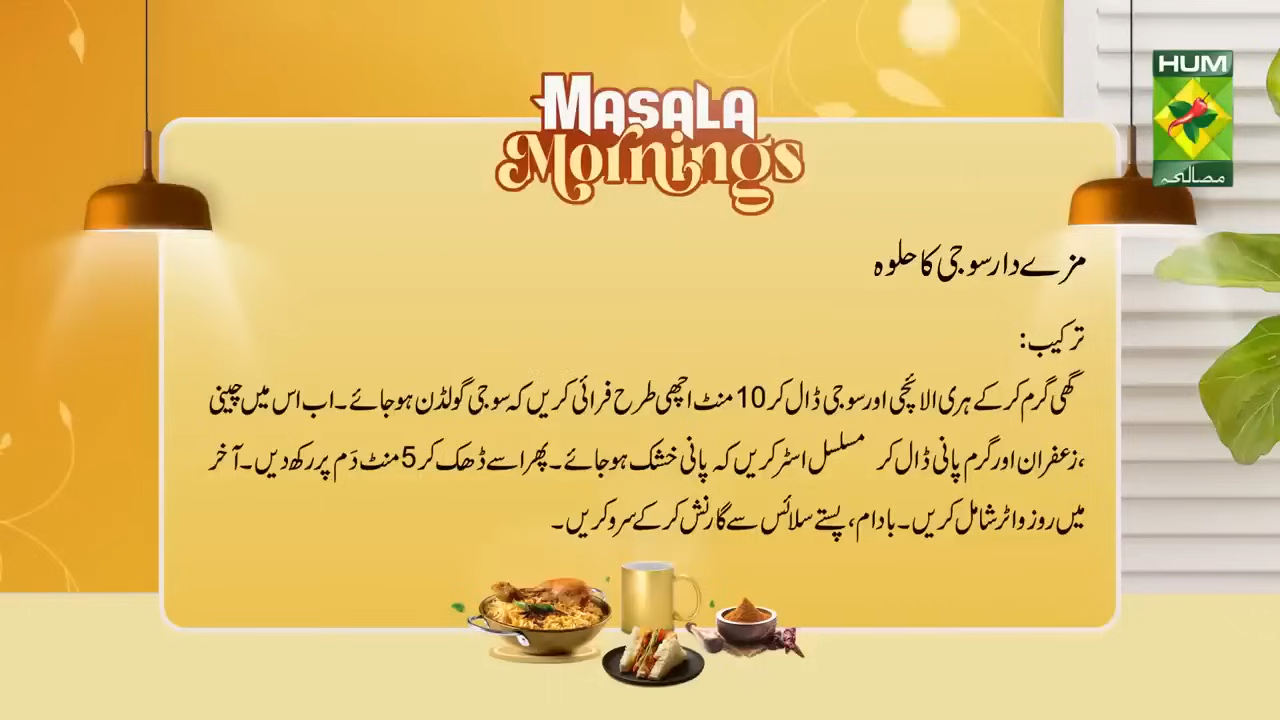 HUM
مصالحہ
MASALA
Mornings
مزے دار سوجی کا حلوہ
ترکیب:
گھی گرم کر کے ہری الائچی اور سوجی ڈال کر 10 منٹ اچھی طرح فرائی کریں کہ سوجی گولڈن ہوجائے۔ اب اس میں چینی
،زعفران اور گرم پانی ڈال کر مسلسل اسٹر کریں کہ پانی خشک ہوجائے۔ پھر اسے ڈھک کر 5 منٹ دَم پر رکھ دیں۔ آخر
میں روز واٹر شامل کریں۔ بادام، پستے سلائس سے گارنش کر کے سرو کریں۔